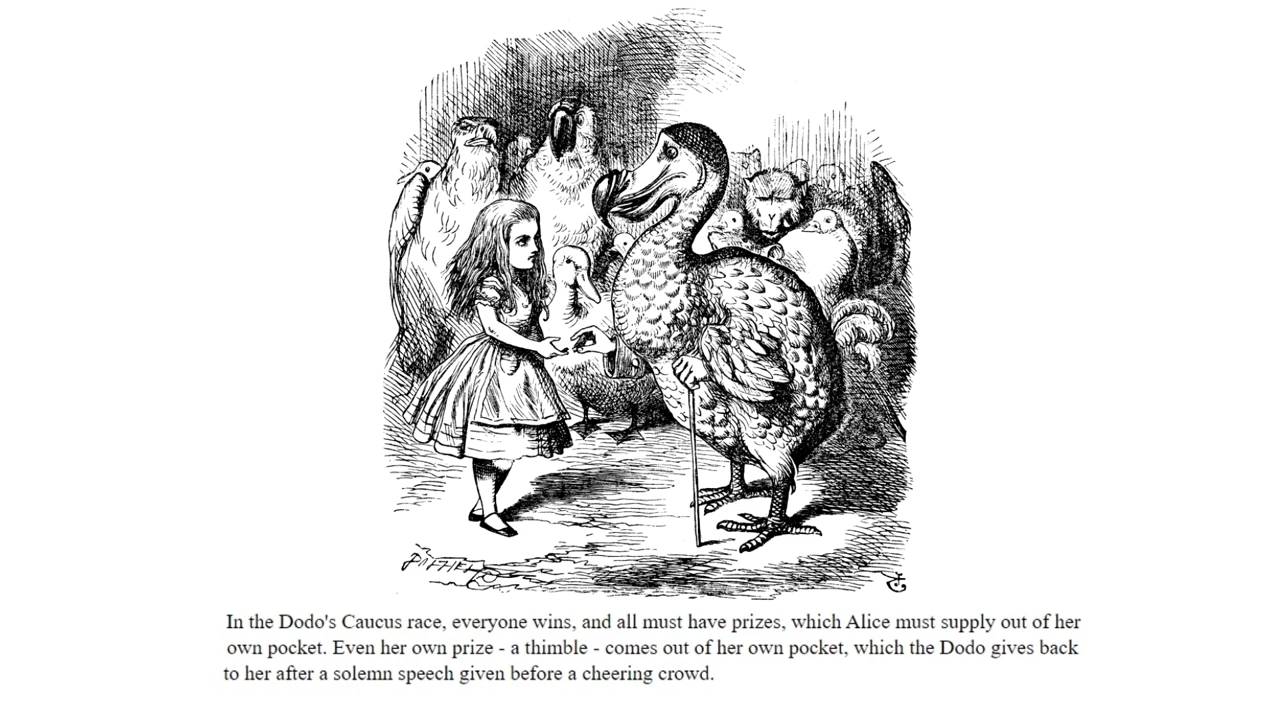 DALZIEL
In the Dodo's Caucus race, everyone wins, and all must have prizes, which Alice must supply out of her
own pocket. Even her own prize - a thimble - comes out of her own pocket, which the Dodo gives back
to her after a solemn speech given before a cheering crowd.